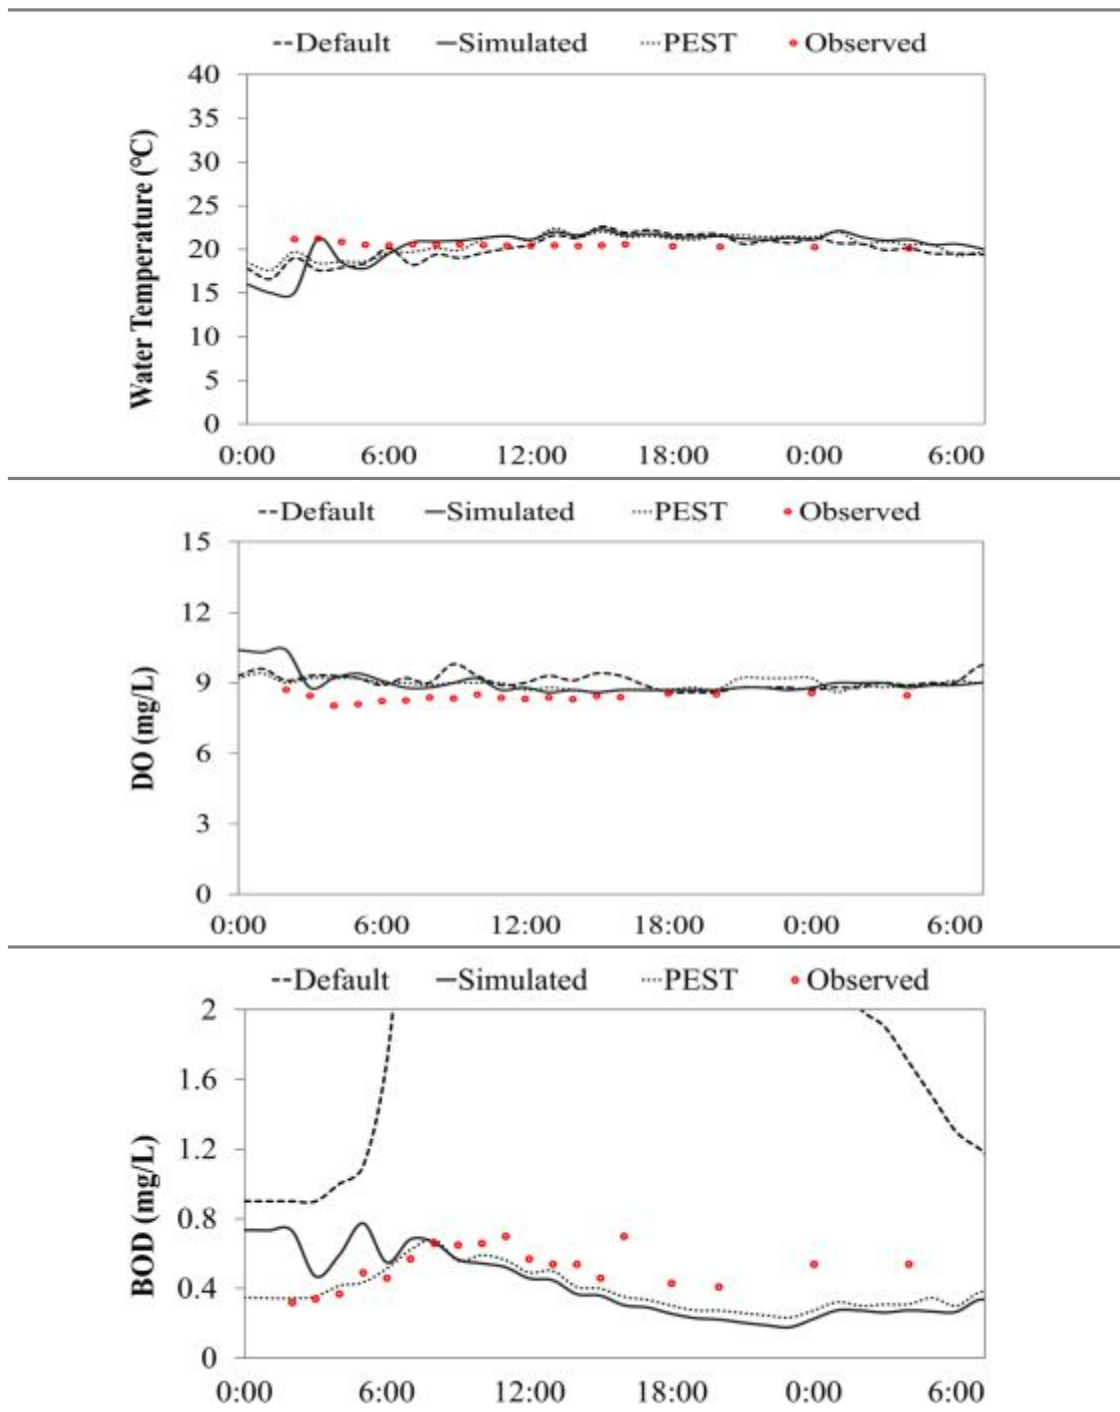 Default Simulated PEST Observed
Water Temperature (°C)
40
35
30
25
20
15
10
5
0
0:00 6:00 12:00 18:00 0:00 6:00
Default Simulated PEST Observed
DO (mg/L)
15
12
9
6
3
0
0:00 6:00 12:00 18:00 0:00 6:00
Default Simulated PEST Observed
BOD (mg/L)
2
1.6
1.2
0.8
0.4
0
0:00 6:00 12:00 18:00 0:00 6:00